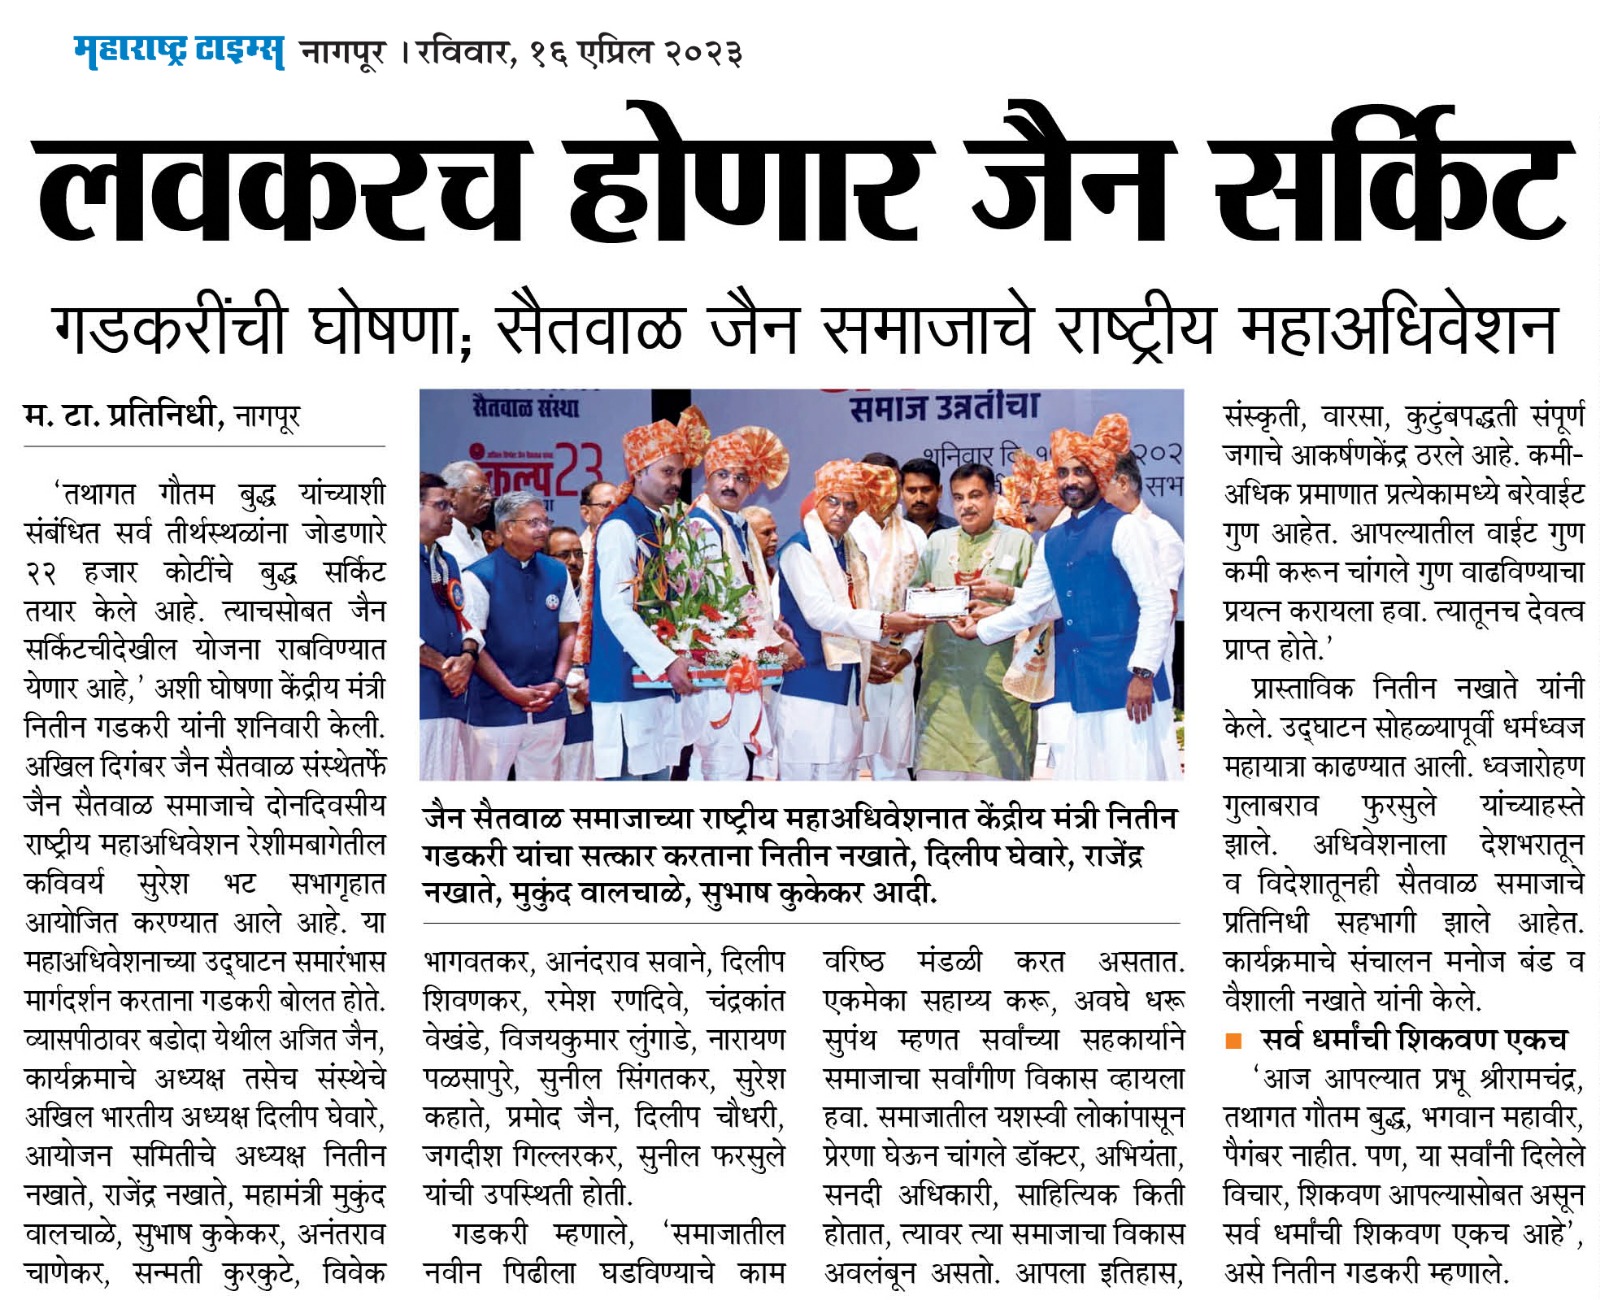 महाराष्ट्र टाइम्स नागपूर । रविवार, १६ एप्रिल २०२३
लवकरच होणार जैन सर्किट
गडकरींची घोषणा; सैतवाळ जैन समाजाचे राष्ट्रीय महाअधिवेशन
म. टा. प्रतिनिधी, नागपूर
‘तथागत गौतम बुद्ध यांच्याशी
संबंधित सर्व तीर्थस्थळांना जोडणारे
२२ हजार कोटींचे बुद्ध सर्किट
तयार केले आहे. त्याचसोबत जैन
सर्किटचीदेखील योजना राबविण्यात
येणार आहे,’ अशी घोषणा केंद्रीय मंत्री
नितीन गडकरी यांनी शनिवारी केली.
अखिल दिगंबर जैन सैतवाळ संस्थेतर्फे
जैन सैतवाळ समाजाचे दोनदिवसीय
राष्ट्रीय महाअधिवेशन रेशीमबागेतील
कविवर्य सुरेश भट सभागृहात
आयोजित करण्यात आले आहे. या
महाअधिवेशनाच्या उद्घाटन समारंभास
मार्गदर्शन करताना गडकरी बोलत होते.
व्यासपीठावर बडोदा येथील अजित जैन,
कार्यक्रमाचे अध्यक्ष तसेच संस्थेचे
अखिल भारतीय अध्यक्ष दिलीप घेवारे,
आयोजन समितीचे अध्यक्ष नितीन
नखाते, राजेंद्र नखाते, महामंत्री मुकुंद
वालचाळे, सुभाष कुकेकर, अनंतराव
चाणेकर, सन्मती कुरकुटे, विवेक
सैतवाळ संस्था
कल्प23
समाज उन्नतीचा
शनिवार दि.
जैन सैतवाळ समाजाच्या राष्ट्रीय महाअधिवेशनात केंद्रीय मंत्री नितीन
गडकरी यांचा सत्कार करताना नितीन नखाते, दिलीप घेवारे, राजेंद्र
नखाते, मुकुंद वालचाळे, सुभाष कुकेकर आदी.
भागवतकर, आनंदराव सवाने, दिलीप
शिवणकर, रमेश रणदिवे, चंद्रकांत
वेखंडे, विजयकुमार लुंगाडे, नारायण
पळसापुरे, सुनील सिंगतकर, सुरेश
कहाते, प्रमोद जैन, दिलीप चौधरी,
जगदीश गिल्लरकर, सुनील फरसुले
यांची उपस्थिती होती.
गडकरी म्हणाले, ‘समाजातील
नवीन पिढीला घडविण्याचे काम
वरिष्ठ मंडळी करत असतात.
एकमेका सहाय्य करू, अवघे धरू
सुपंथ म्हणत सर्वांच्या सहकार्याने
समाजाचा सर्वांगीण विकास व्हायला
हवा. समाजातील यशस्वी लोकांपासून
प्रेरणा घेऊन चांगले डॉक्टर, अभियंता,
सनदी अधिकारी, साहित्यिक किती
होतात, त्यावर त्या समाजाचा विकास
अवलंबून असतो. आपला इतिहास,
संस्कृती, वारसा, कुटुंबपद्धती संपूर्ण
जगाचे आकर्षणकेंद्र ठरले आहे. कमी-
अधिक प्रमाणात प्रत्येकामध्ये बरेवाईट
गुण आहेत. आपल्यातील वाईट गुण
कमी करून चांगले गुण वाढविण्याचा
प्रयत्न करायला हवा. त्यातूनच देवत्व
प्राप्त होते.’
प्रास्ताविक नितीन नखाते यांनी
केले. उद्घाटन सोहळ्यापूर्वी धर्मध्वज
महायात्रा काढण्यात आली. ध्वजारोहण
गुलाबराव फुरसुले यांच्याहस्ते
झाले. अधिवेशनाला देशभरातून
व विदेशातूनही सैतवाळ समाजाचे
प्रतिनिधी सहभागी झाले आहेत.
कार्यक्रमाचे संचालन मनोज बंड व
वैशाली नखाते यांनी केले.
■ सर्व धर्मांची शिकवण एकच
‘आज आपल्यात प्रभू श्रीरामचंद्र,
तथागत गौतम बुद्ध, भगवान महावीर,
पैगंबर नाहीत. पण, या सर्वांनी दिलेले
विचार, शिकवण आपल्यासोबत असून
सर्व धर्मांची शिकवण एकच आहे’,
असे नितीन गडकरी म्हणाले.